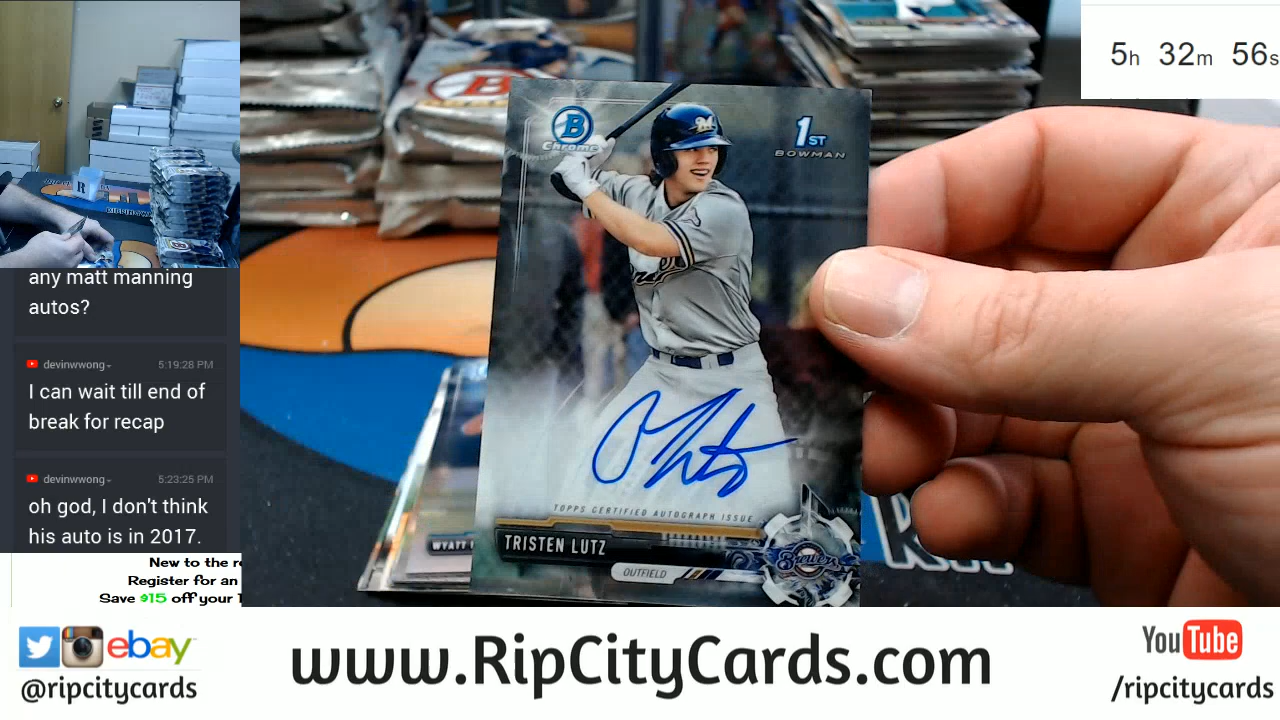 5h 32m 56s
B
Chrome
1ST
BOWMAN
TOPPS CERTIFIED AUTOGRAPH ISSUE
TRISTEN LUTZ
OUTFIELD
Brewers
WYATT
any matt manning
autos?
devinwwong
5:19:28 PM
I can wait till end of
break for recap
devinwwong
5:23:25 PM
oh god, I don't think
his auto is in 2017.
New to the
Register for an
Save $15 off your
ebay
@ripcitycards
www.RipCityCards.com
YouTube
/ripcitycards